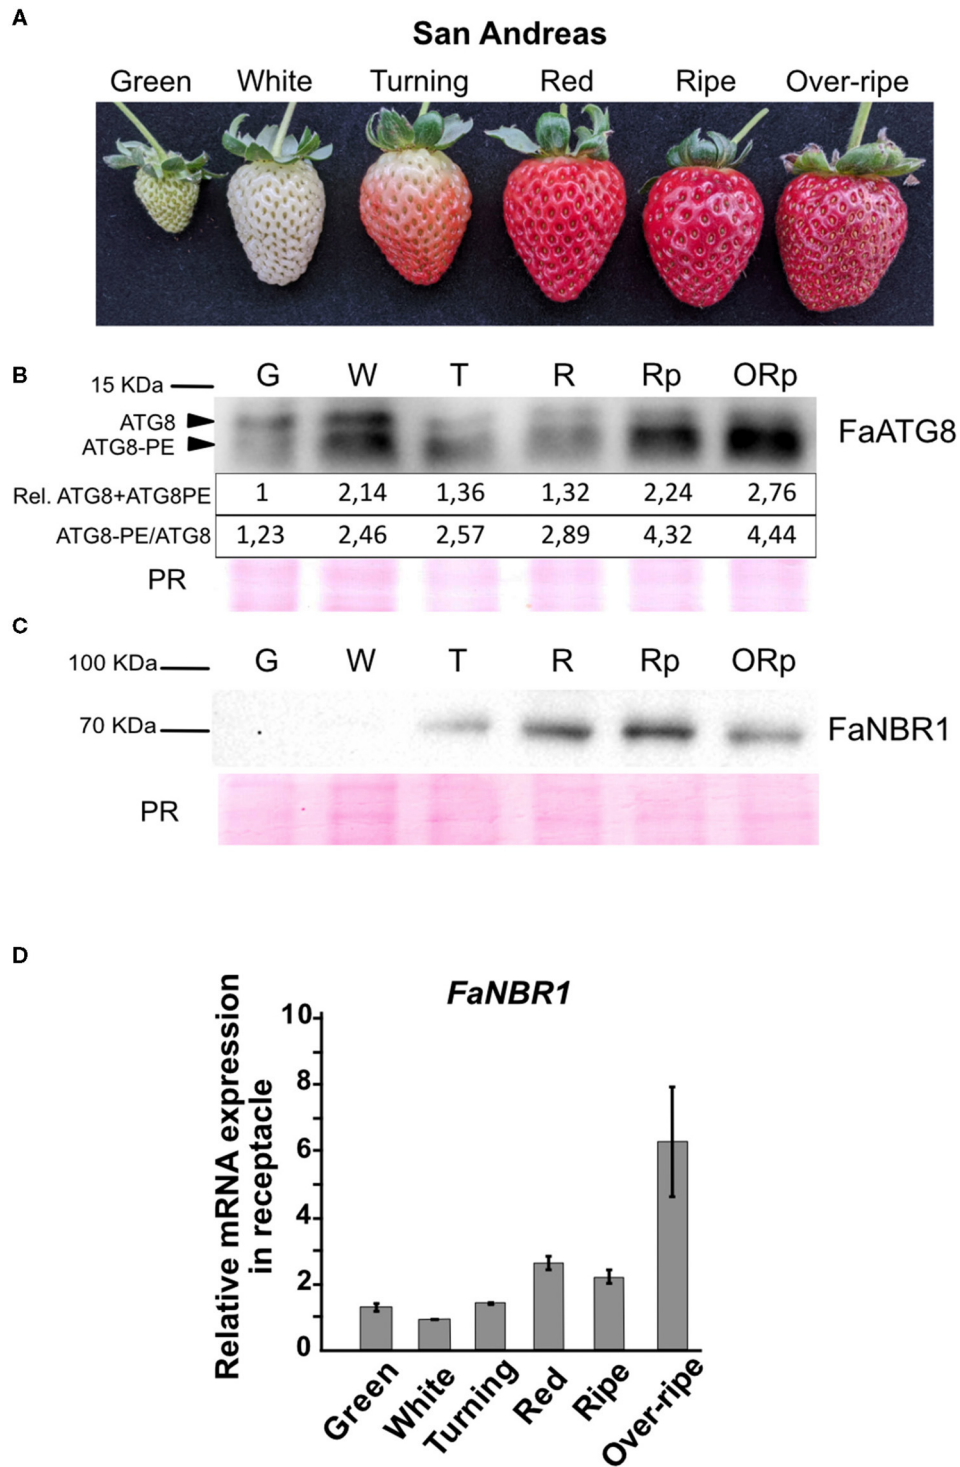 A
San Andreas
Green White Turning Red Ripe Over-ripe
B
15 KDa G W T R Rp ORp
ATG8
ATG8-PE
FaATG8
Rel. ATG8+ATG8PE 1 2,14 1,36 1,32 2,24 2,76
ATG8-PE/ATG8 1,23 2,46 2,57 2,89 4,32 4,44
PR
C
100 KDa G W T R Rp ORp
70 KDa FaNBR1
PR
D
FaNBR1
Relative mRNA expression
in receptacle
10
8
6
4
2
0
Green White Turning Red Ripe Over-ripe